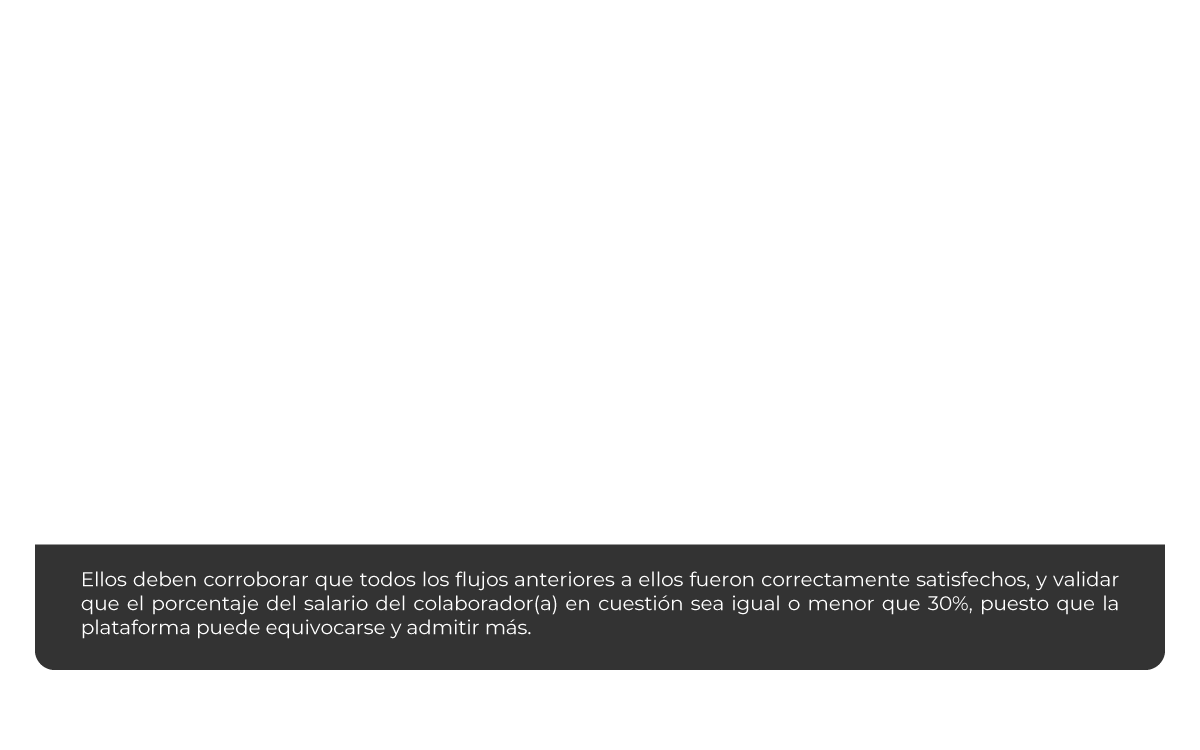 Ellos deben corroborar que todos los flujos anteriores a ellos fueron correctamente satisfechos, y validar
que el porcentaje del salario del colaborador(a) en cuestión sea igual o menor que 30%, puesto que la
plataforma puede equivocarse y admitir más.